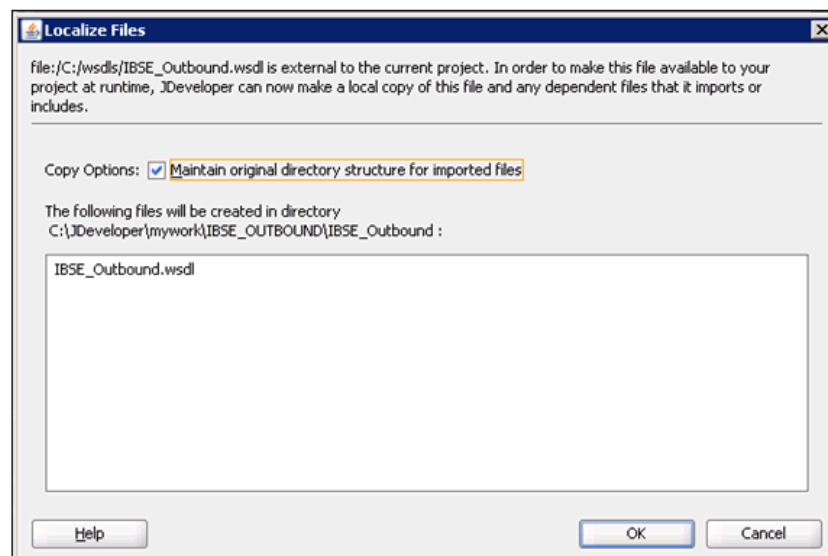 Localize Files
file:/C:/wsdls/IBSE_Outbound.wsdl is external to the current project. In order to make this file available to your
project at runtime, JDeveloper can now make a local copy of this file and any dependent files that it imports or
includes.
Copy Options: Maintain original directory structure for imported files
The following files will be created in directory
C:\JDeveloper\mywork\IBSE_OUTBOUND\IBSE_Outbound :
IBSE_Outbound.wsdl
Help OK Cancel